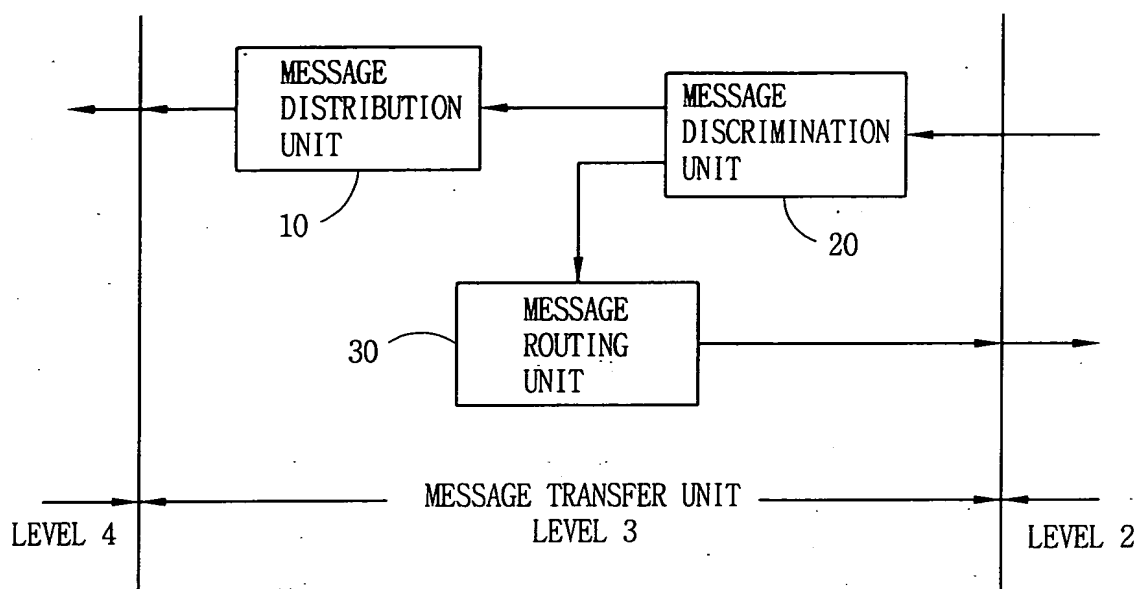 MESSAGE
DISTRIBUTION
UNIT
10
MESSAGE
DISCRIMINATION
UNIT
20
MESSAGE
ROUTING
UNIT
30
MESSAGE TRANSFER UNIT
LEVEL 4
LEVEL 3
LEVEL 2